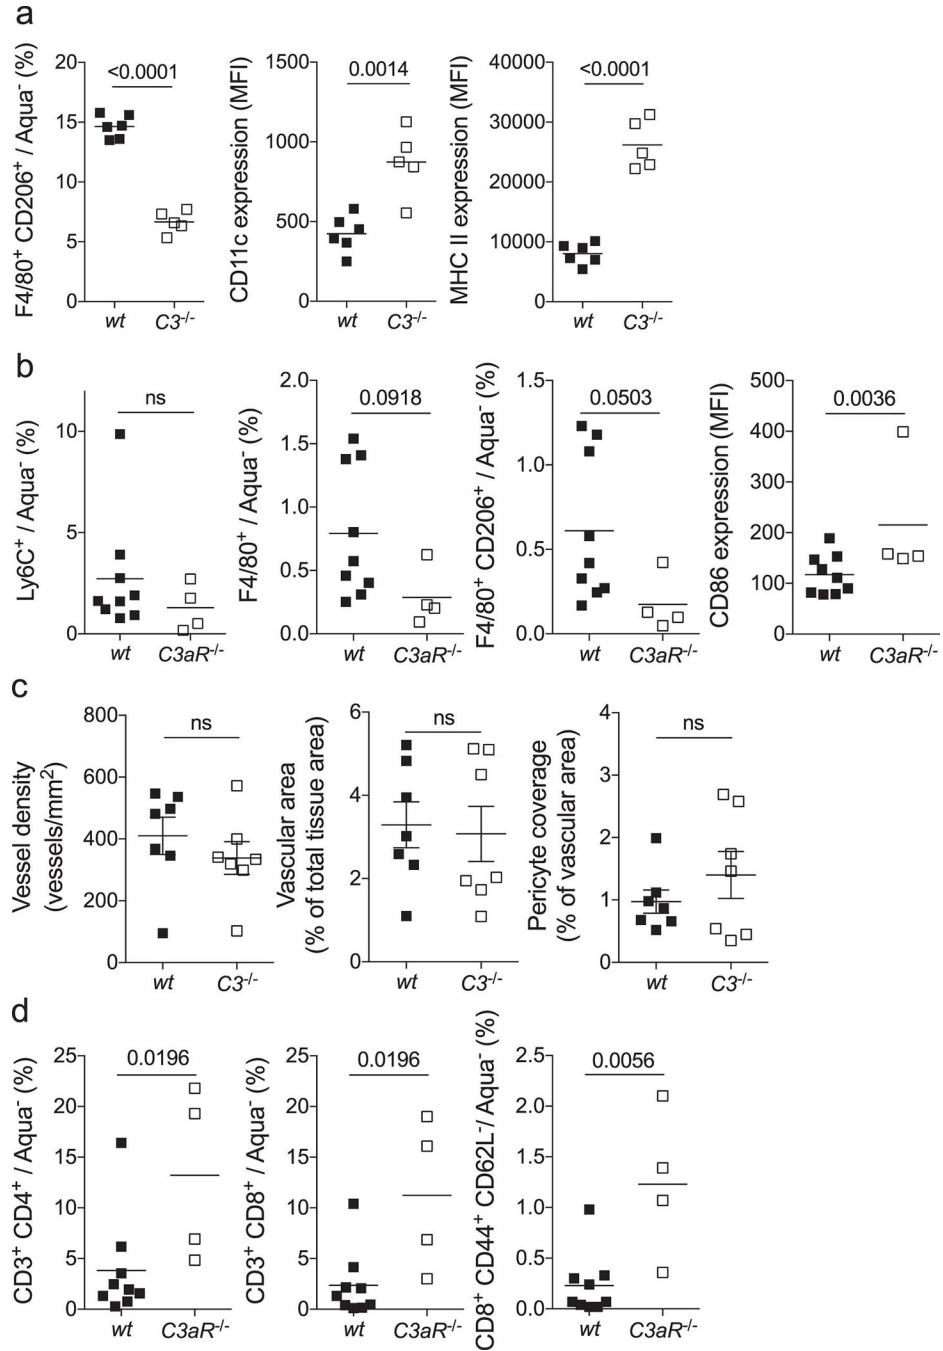 a
F4/80+ CD206+ / Aqua- (%)
20
15
10
5
0
<0.0001
wt
C3-/-
CD11c expression (MFI)
1500
1000
500
0
0.0014
wt
C3-/-
MHC II expression (MFI)
40000
30000
20000
10000
0
<0.0001
wt
C3-/-
b
Ly6C+ / Aqua- (%)
10
5
0
ns
wt
C3aR-/-
F4/80+ / Aqua- (%)
2.0
1.5
1.0
0.5
0.0
0.0918
wt
C3aR-/-
F4/80+ CD206+ / Aqua- (%)
1.5
1.0
0.5
0.0
0.0503
wt
C3aR-/-
CD86 expression (MFI)
500
400
300
200
100
0
0.0036
wt
C3aR-/-
c
Vessel density
(vessels/mm2)
800
600
400
200
0
ns
wt
C3-/-
Vascular area
(% of total tissue area)
6
4
2
0
ns
wt
C3-/-
Pericyte coverage
(% of vascular area)
4
3
2
1
0
ns
wt
C3-/-
d
CD3+ CD4+ / Aqua- (%)
25
20
15
10
5
0
0.0196
wt
C3aR-/-
CD3+ CD8+ / Aqua- (%)
25
20
15
10
5
0
0.0196
wt
C3aR-/-
CD8+ CD44+ CD62L-/ Aqua- (%)
2.5
2.0
1.5
1.0
0.5
0.0
0.0056
wt
C3aR-/-